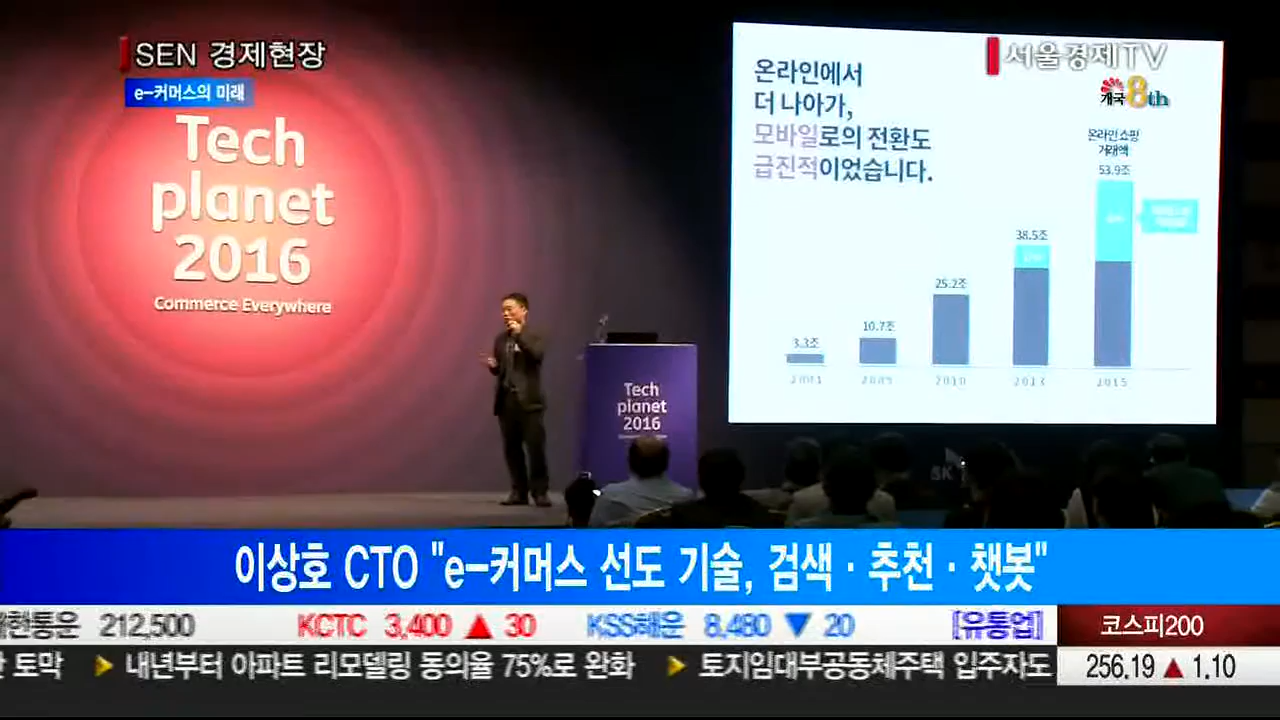 SEN 경제현장
e-커머스의 미래
서울경제TV
개국 8th
Tech
planet
2016
Commerce Everywhere
온라인에서
더 나아가,
모바일로의 전환도
급진적이었습니다.
온라인 쇼핑
거래액
53.9조
38.5조
25.2조
10.7조
3.3조
2001
2005
2010
2013
2015
Tech
planet
2016
SK
이상호 CTO "e-커머스 선도 기술, 검색·추천·챗봇"
212,500 KCTC 3,400 ▲ 30 KSS해운 8,480 ▼ 20 [유통업]
코스피200
토막 ▶ 내년부터 아파트 리모델링 동의율 75%로 완화 ▶ 토지임대부공동체주택 입주자도
256.19 ▲ 1.10